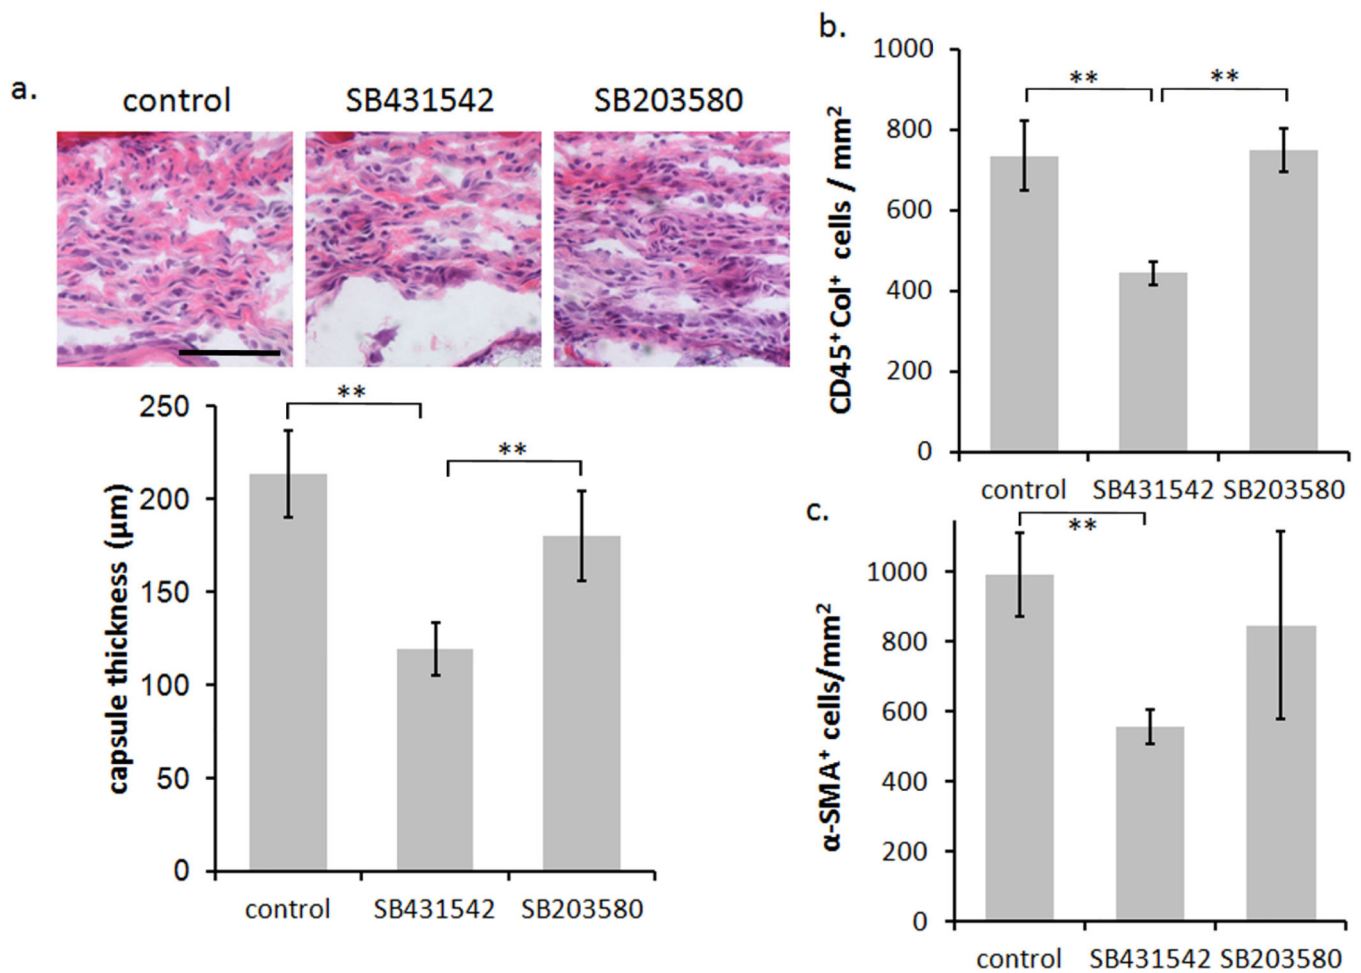 a.
control SB431542 SB203580
**
**
250
200
150
100
50
0
capsule thickness (µm)
control SB431542 SB203580
b.
1000
800
600
400
200
0
** **
CD45⁺Col⁺ cells / mm²
control SB431542 SB203580
c.
**
1000
800
600
400
200
0
α-SMA⁺ cells/mm²
control SB431542 SB203580